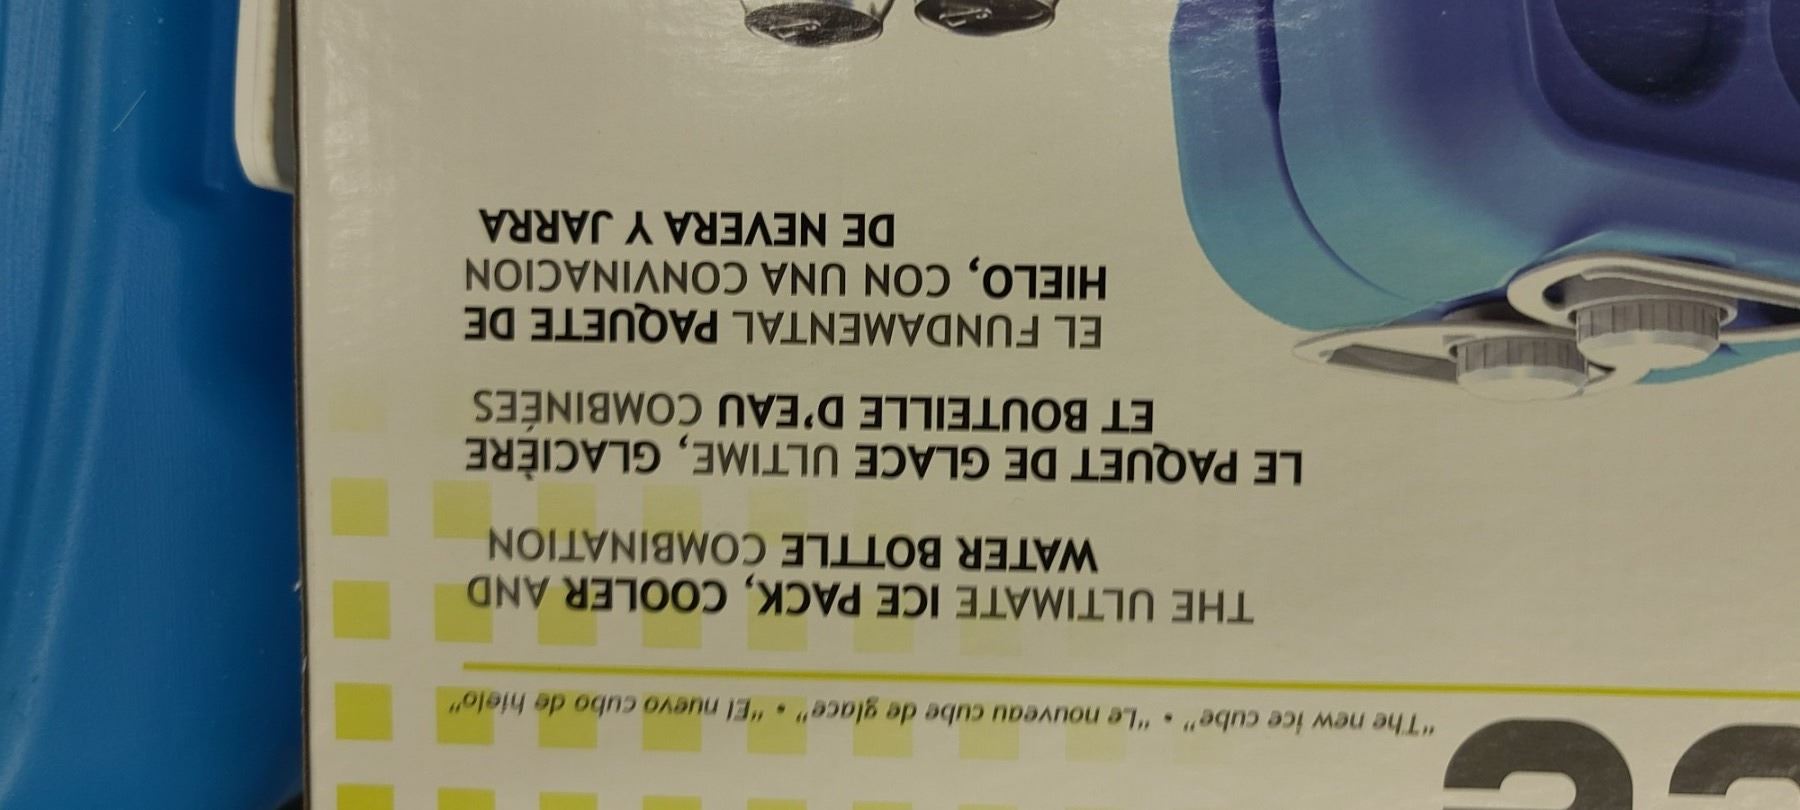 "The new ice cube" • "Le nouveau cube de glace" • "El nuevo cubo de hielo"
THE ULTIMATE ICE PACK, COOLER AND
WATER BOTTLE COMBINATION
LE PAQUET DE GLACE ULTIME, GLACIÈRE
ET BOUTEILLE D'EAU COMBINÉES
EL FUNDAMENTAL PAQUETE DE
HIELO, CON UNA CONVINACION
DE NEVERA Y JARRA